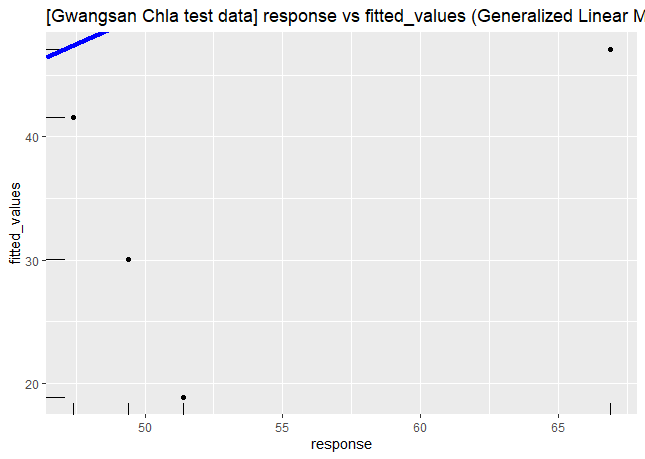 [Gwangsan Chla test data] response vs fitted_values (Generalized Linear M
fitted_values
40
30
20
50
55
60
65
response